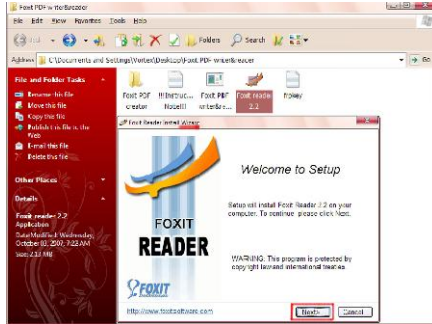 Foxit PDF writer&reader
File Edit View Favorites Tools Help
Folders Search
Address C:\Documents and Settings\Vortex\Desktop\Foxit PDF writer&reader Go
File and Folder Tasks
Rename this file
Move this file
Copy this file
Publish this file to the
Web
E-mail this file
Delete this file
Other Places
Details
Foxit reader 2.2
Application
Date Modified: Wednesday,
October 03, 2007, 7:22 AM
Size: 2.13 MB
Foxit PDF
creator
Foxit PDF
writer&re...
Foxit reader
2.2
Foxit Reader Install Wizard
Welcome to Setup
Setup will install Foxit Reader 2.2 on your
computer. To continue please click Next.
WARNING: This program is protected by
copyright law and international treaties.
FOXIT
READER
FOXIT
http://www.foxitsoftware.com
Next>
Cancel